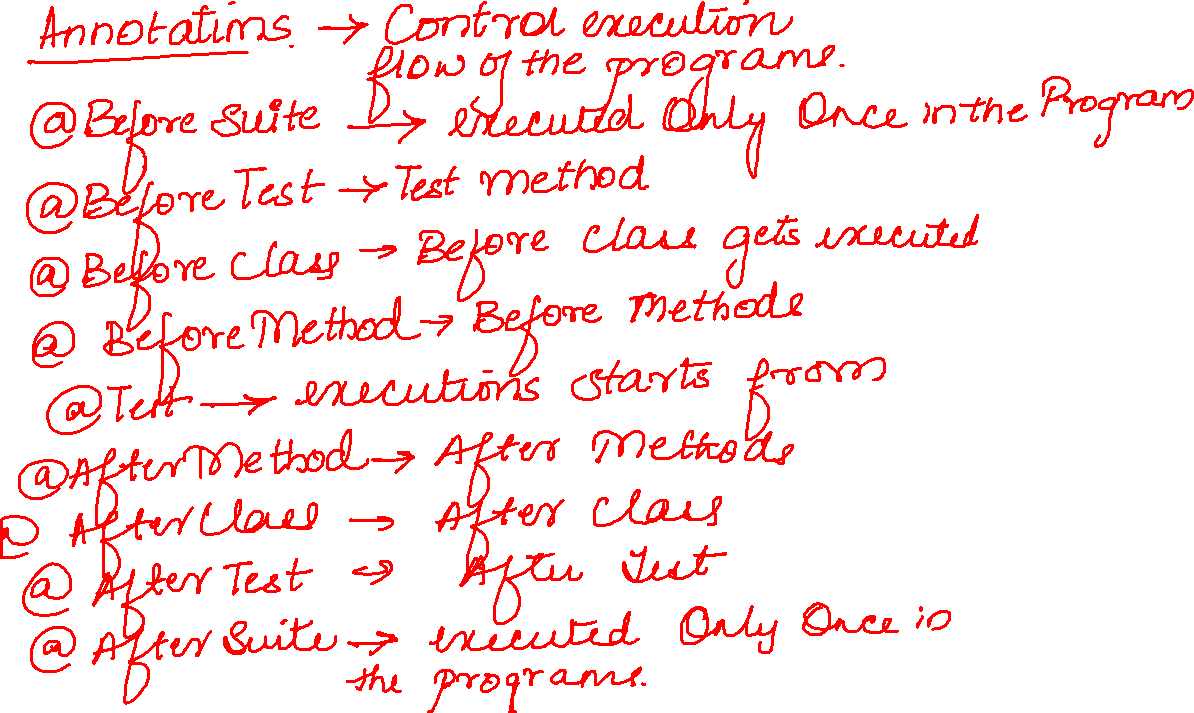 Annotations → Control execution
flow of the programs.
@Before Suite → executed Only Once in the Program
@Before Test → Test method
@Before Class → Before class gets executed
@ Before Method → Before Methods
@Test → executions starts from
@AfterMethod → After Methods
@ AfterClass → After class
@ After Test → After Test
@ After Suite → executed Only Once in
the programs.